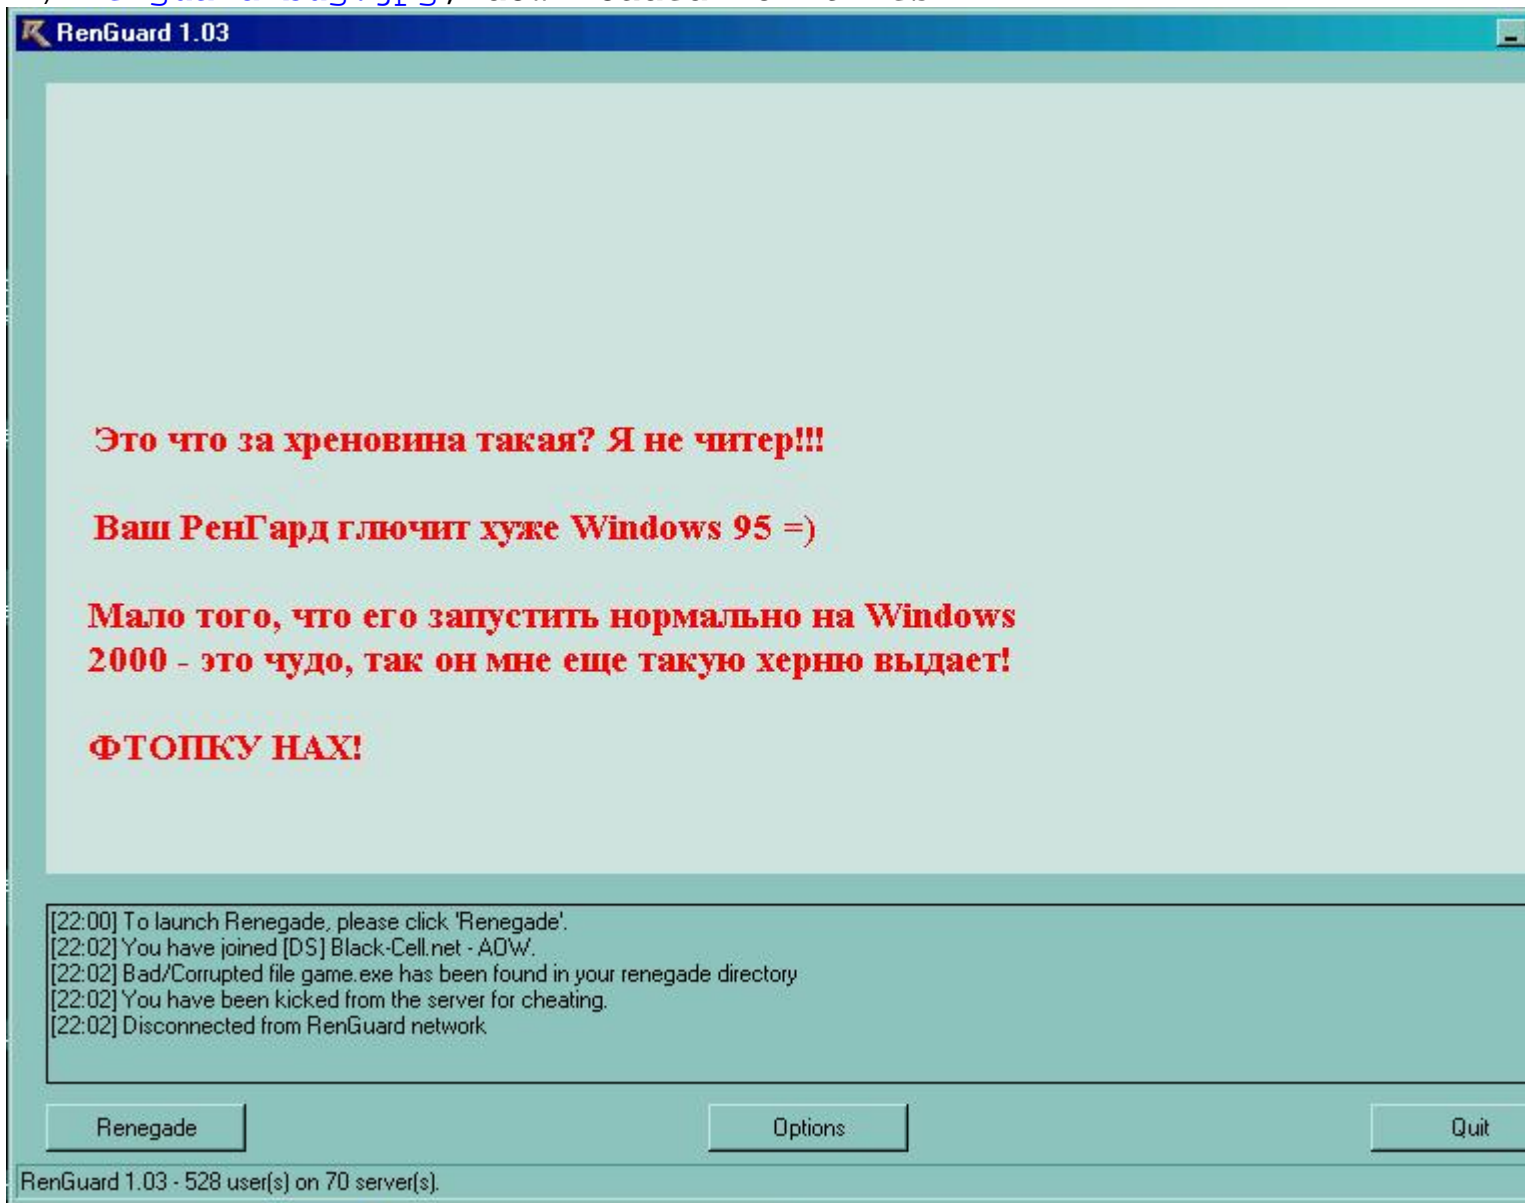 RenGuard 1.03
Это что за хреновина такая? Я не читер!!!
Ваш РенГард глючит хуже Windows 95 =)
Мало того, что его запустить нормально на Windows
2000 - это чудо, так он мне еще такую херню выдает!
ФТОПКУ НАХ!
[22:00] To launch Renegade, please click 'Renegade'.
[22:02] You have joined [DS] Black-Cell.net - AOW.
[22:02] Bad/Corrupted file game.exe has been found in your renegade directory
[22:02] You have been kicked from the server for cheating.
[22:02] Disconnected from RenGuard network
Renegade Options Quit
RenGuard 1.03 - 528 user(s) on 70 server(s).